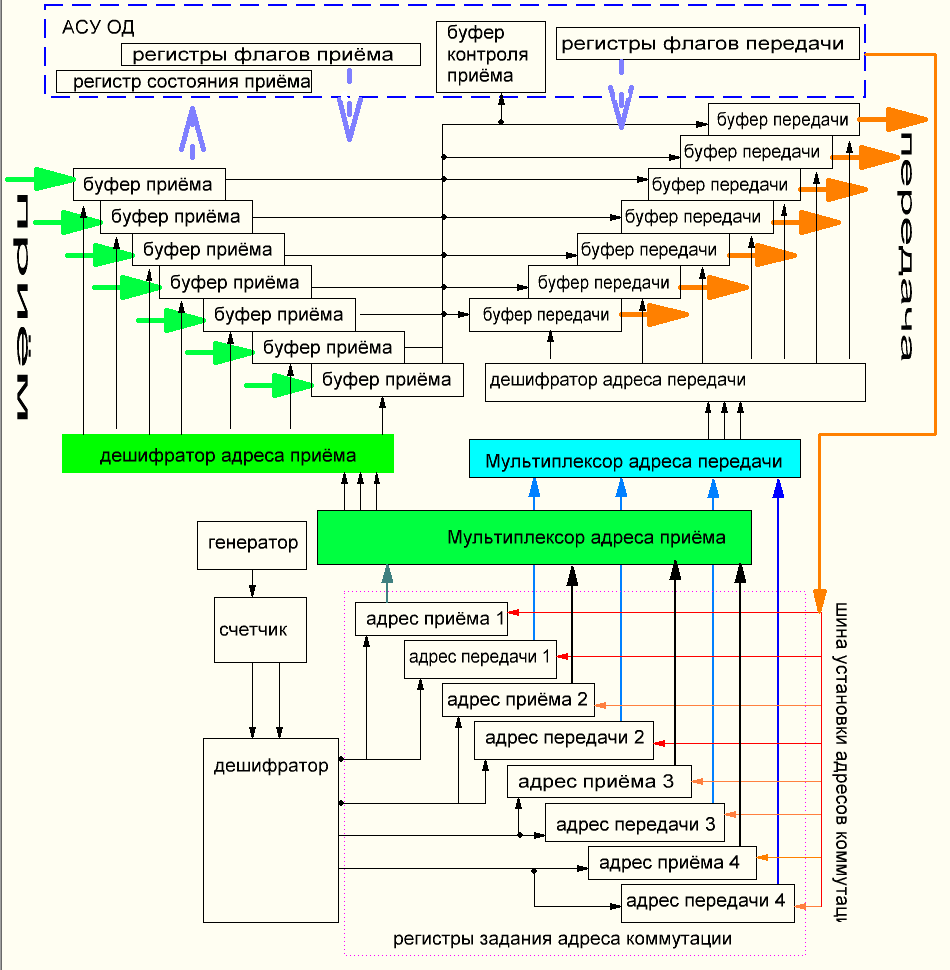 АСУ ОД
регистры флагов приёма
регистр состояния приёма
буфер
контроля
приёма
регистры флагов передачи
буфер передачи
буфер передачи
буфер передачи
буфер передачи
буфер передачи
буфер передачи
буфер передачи
передача
приём
буфер приёма
буфер приёма
буфер приёма
буфер приёма
буфер приёма
буфер приёма
буфер приёма
дешифратор адреса передачи
дешифратор адреса приёма
Мультиплексор адреса передачи
Мультиплексор адреса приёма
генератор
счетчик
дешифратор
адрес приёма 1
адрес передачи 1
адрес приёма 2
адрес передачи 2
адрес приёма 3
адрес передачи 3
адрес приёма 4
адрес передачи 4
регистры задания адреса коммутации
шина установки адресов коммутаци